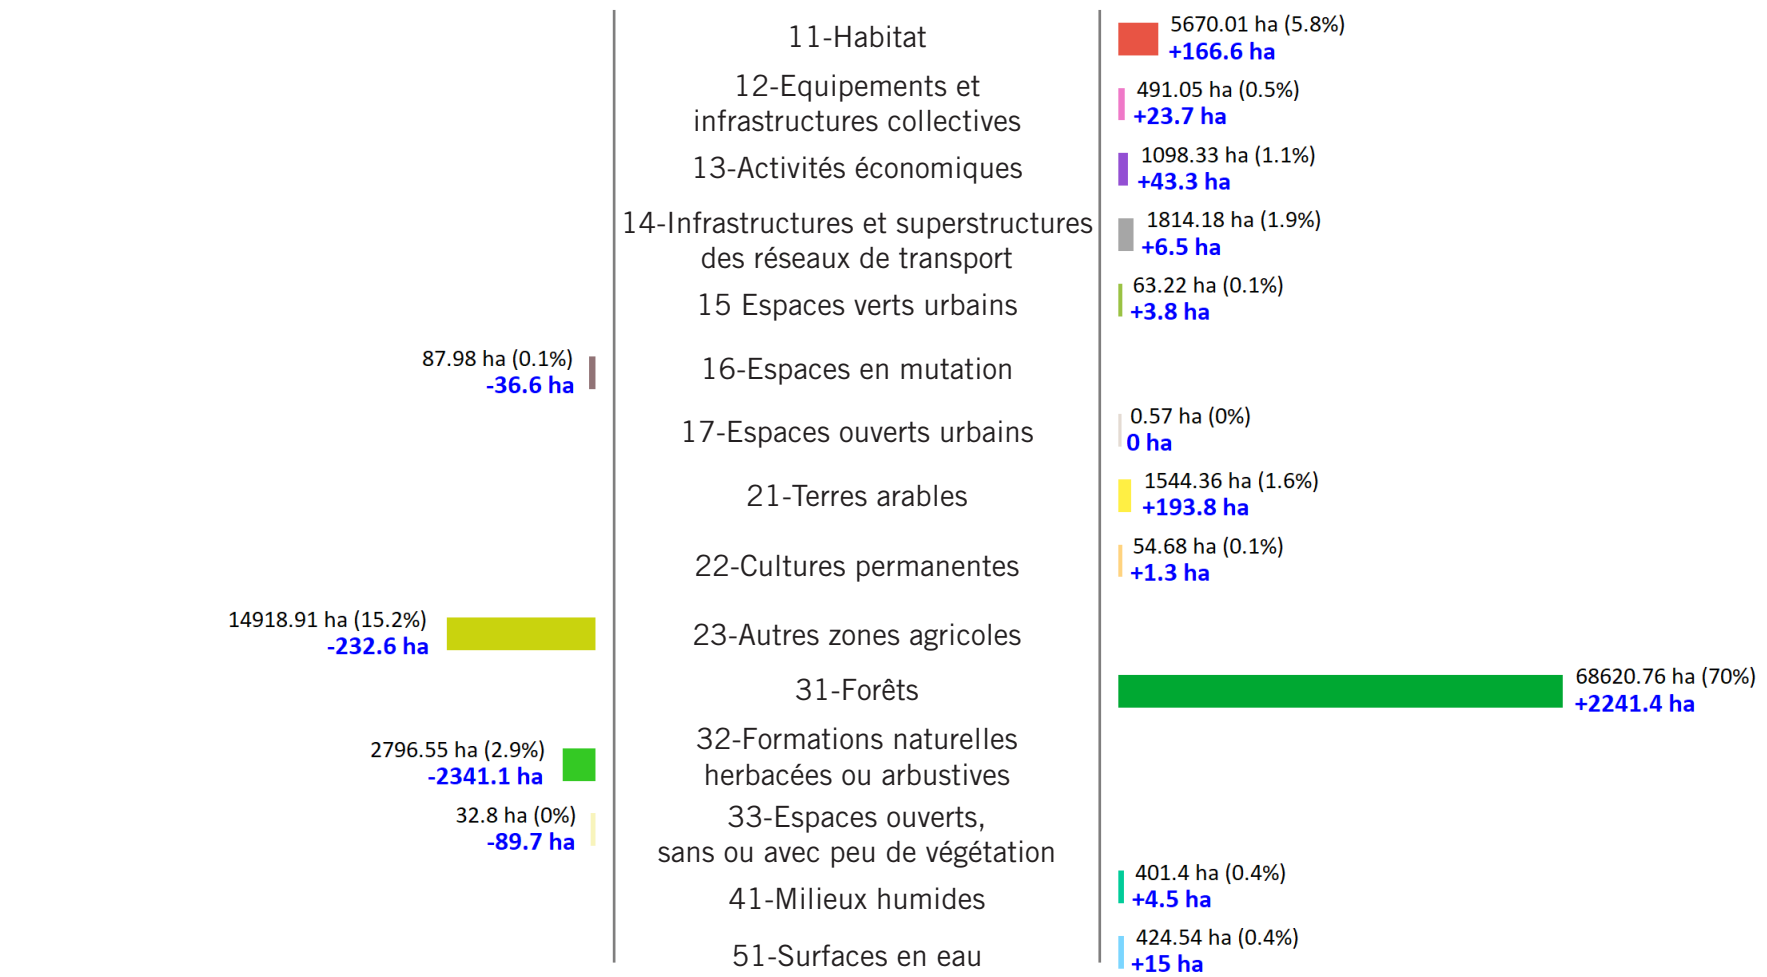 11-Habitat
5670.01 ha (5.8%)
+166.6 ha
12-Equipements et
infrastructures collectives
491.05 ha (0.5%)
+23.7 ha
13-Activités économiques
1098.33 ha (1.1%)
+43.3 ha
14-Infrastructures et superstructures
des réseaux de transport
1814.18 ha (1.9%)
+6.5 ha
15 Espaces verts urbains
63.22 ha (0.1%)
+3.8 ha
87.98 ha (0.1%)
-36.6 ha
16-Espaces en mutation
17-Espaces ouverts urbains
0.57 ha (0%)
0 ha
21-Terres arables
1544.36 ha (1.6%)
+193.8 ha
22-Cultures permanentes
54.68 ha (0.1%)
+1.3 ha
14918.91 ha (15.2%)
-232.6 ha
23-Autres zones agricoles
31-Forêts
68620.76 ha (70%)
+2241.4 ha
2796.55 ha (2.9%)
-2341.1 ha
32-Formations naturelles
herbacées ou arbustives
32.8 ha (0%)
-89.7 ha
33-Espaces ouverts,
sans ou avec peu de végétation
41-Milieux humides
401.4 ha (0.4%)
+4.5 ha
51-Surfaces en eau
424.54 ha (0.4%)
+15 ha